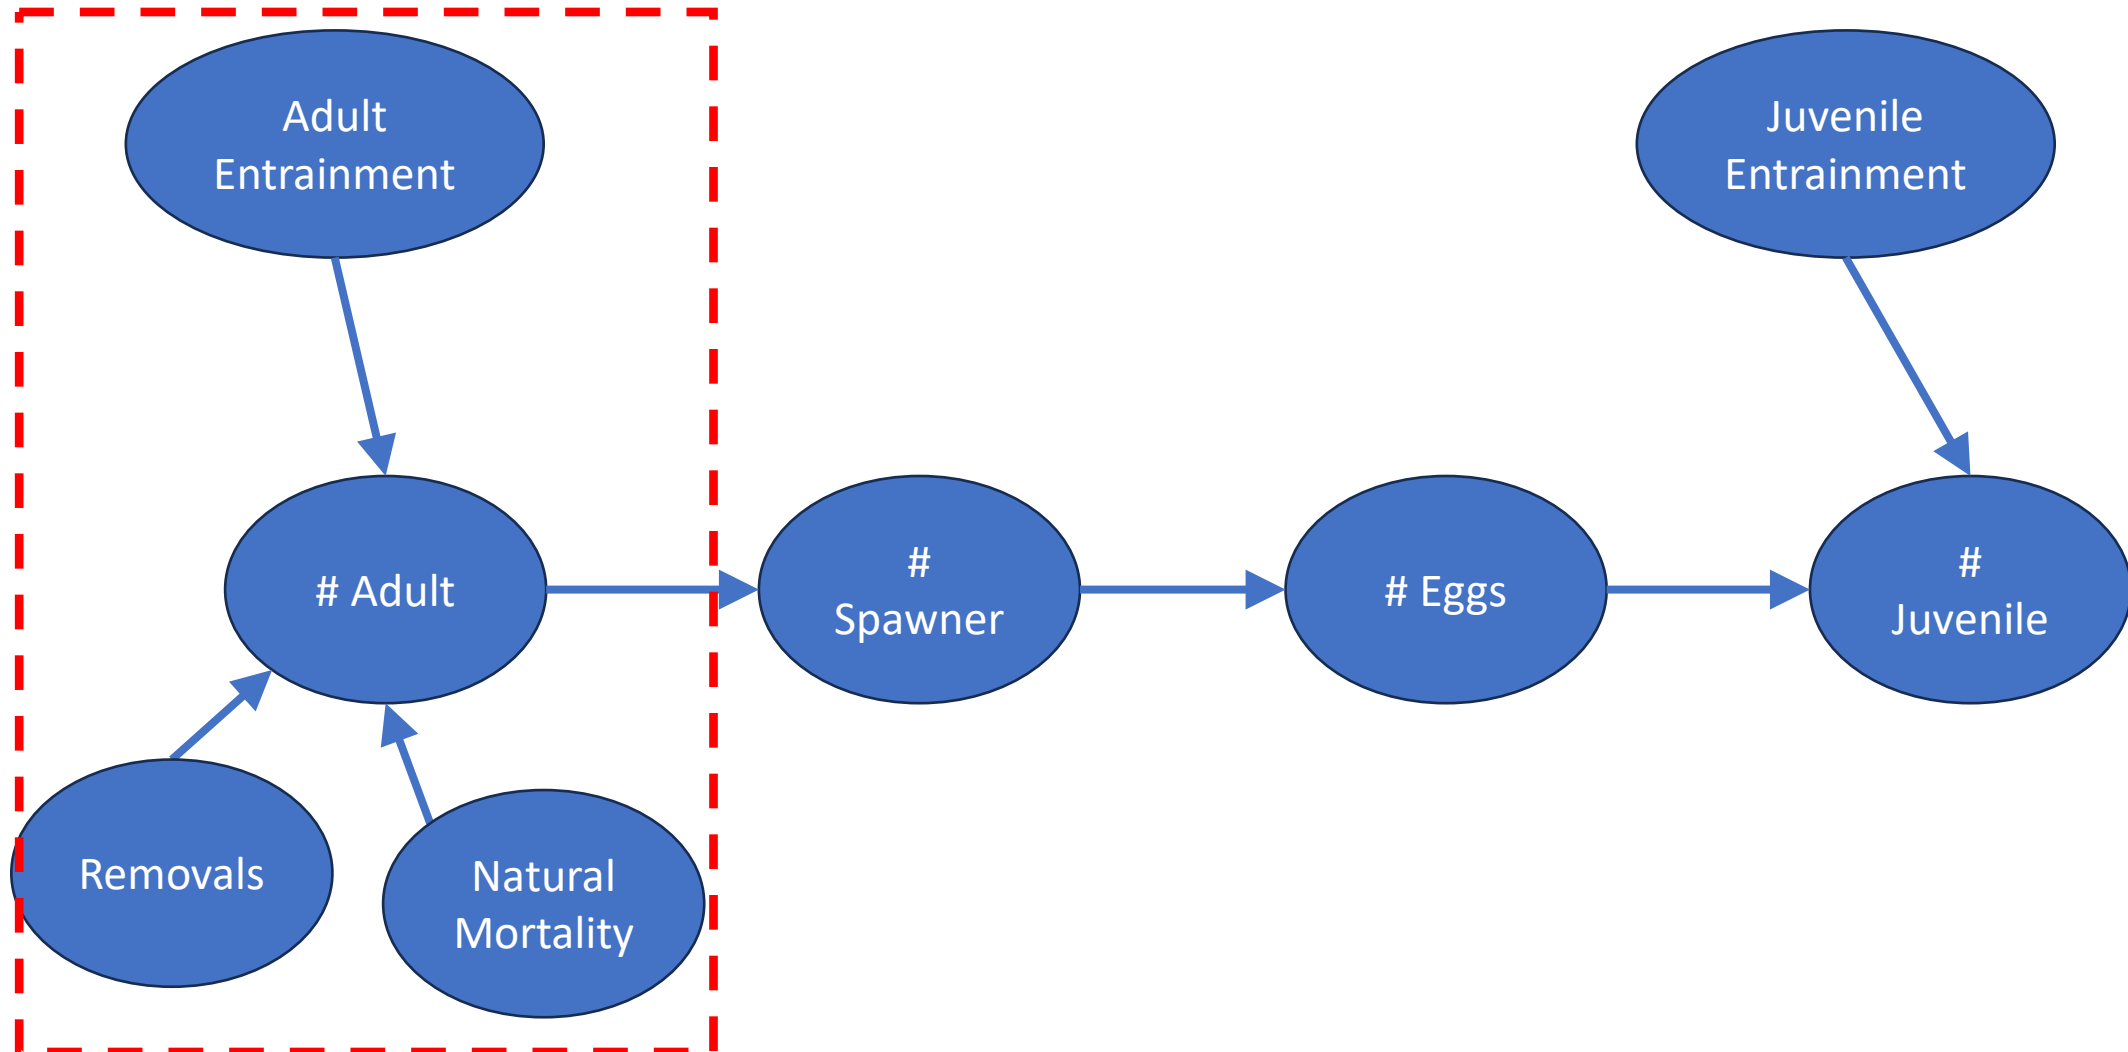 Adult
Entrainment
Juvenile
Entrainment
# Adult
#
Spawner
# Eggs
#
Juvenile
Removals
Natural
Mortality